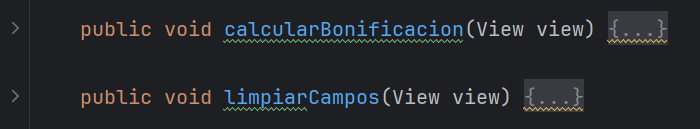 public void calcularBonificacion(View view) {...}
public void limpiarCampos(View view) {...}